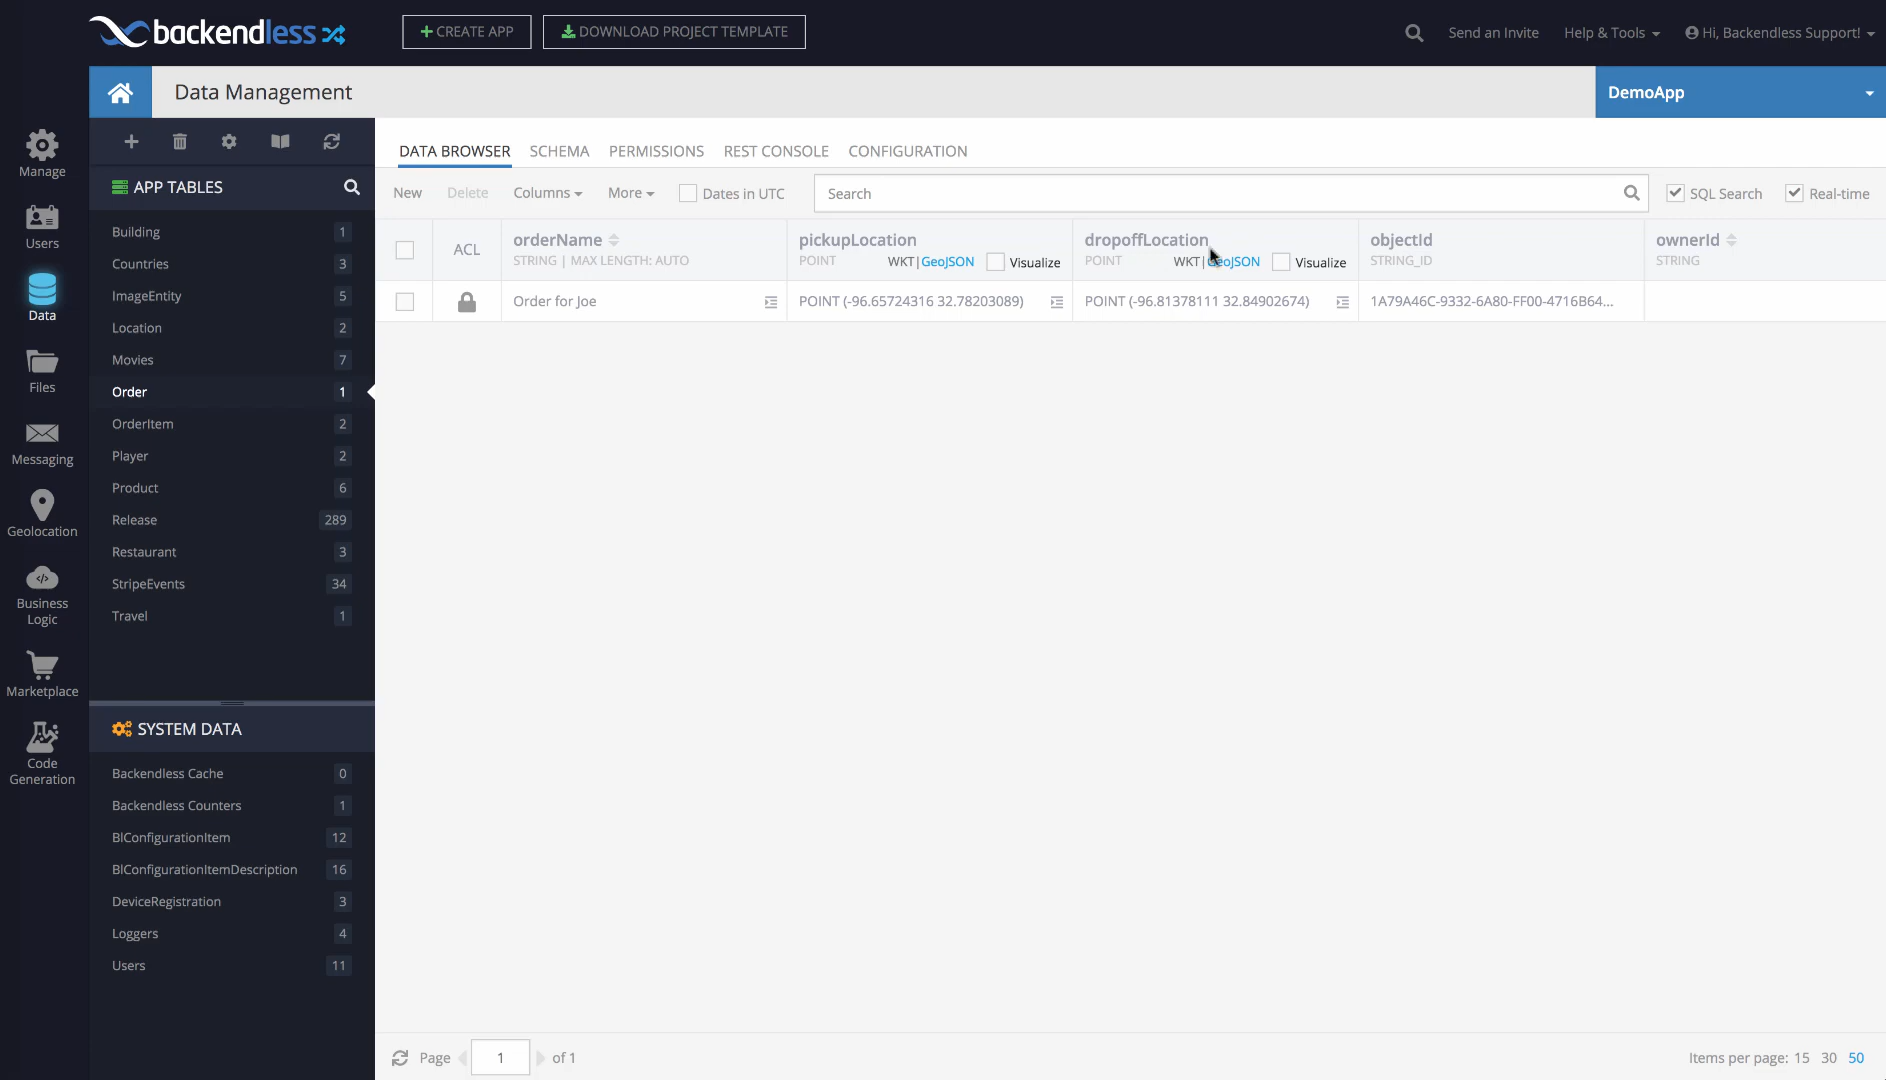 backendless
CREATE APP
DOWNLOAD PROJECT TEMPLATE
Send an Invite
Help & Tools
Hi, Backendless Support!
Data Management
DemoApp
Manage
Users
Data
Files
Messaging
Geolocation
Business
Logic
Marketplace
Code
Generation
APP TABLES
Building 1
Countries 3
ImageEntity 5
Location 2
Movies 7
Order 1
OrderItem 2
Player 2
Product 6
Release 289
Restaurant 3
StripeEvents 34
Travel 1
SYSTEM DATA
Backendless Cache 0
Backendless Counters 1
BlConfigurationItem 12
BlConfigurationItemDescription 16
DeviceRegistration 3
Loggers 4
Users 11
DATA BROWSER SCHEMA PERMISSIONS REST CONSOLE CONFIGURATION
New Delete Columns More Dates in UTC Search SQL Search Real-time
ACL orderName pickupLocation dropoffLocation objectId ownerId
STRING | MAX LENGTH: AUTO POINT WKT|GeoJSON Visualize POINT WKT|GeoJSON Visualize STRING_ID STRING
Order for Joe POINT (-96.65724316 32.78203089) POINT (-96.81378111 32.84902674) 1A79A46C-9332-6A80-FF00-4716B64...
Page 1 of 1
Items per page: 15 30 50